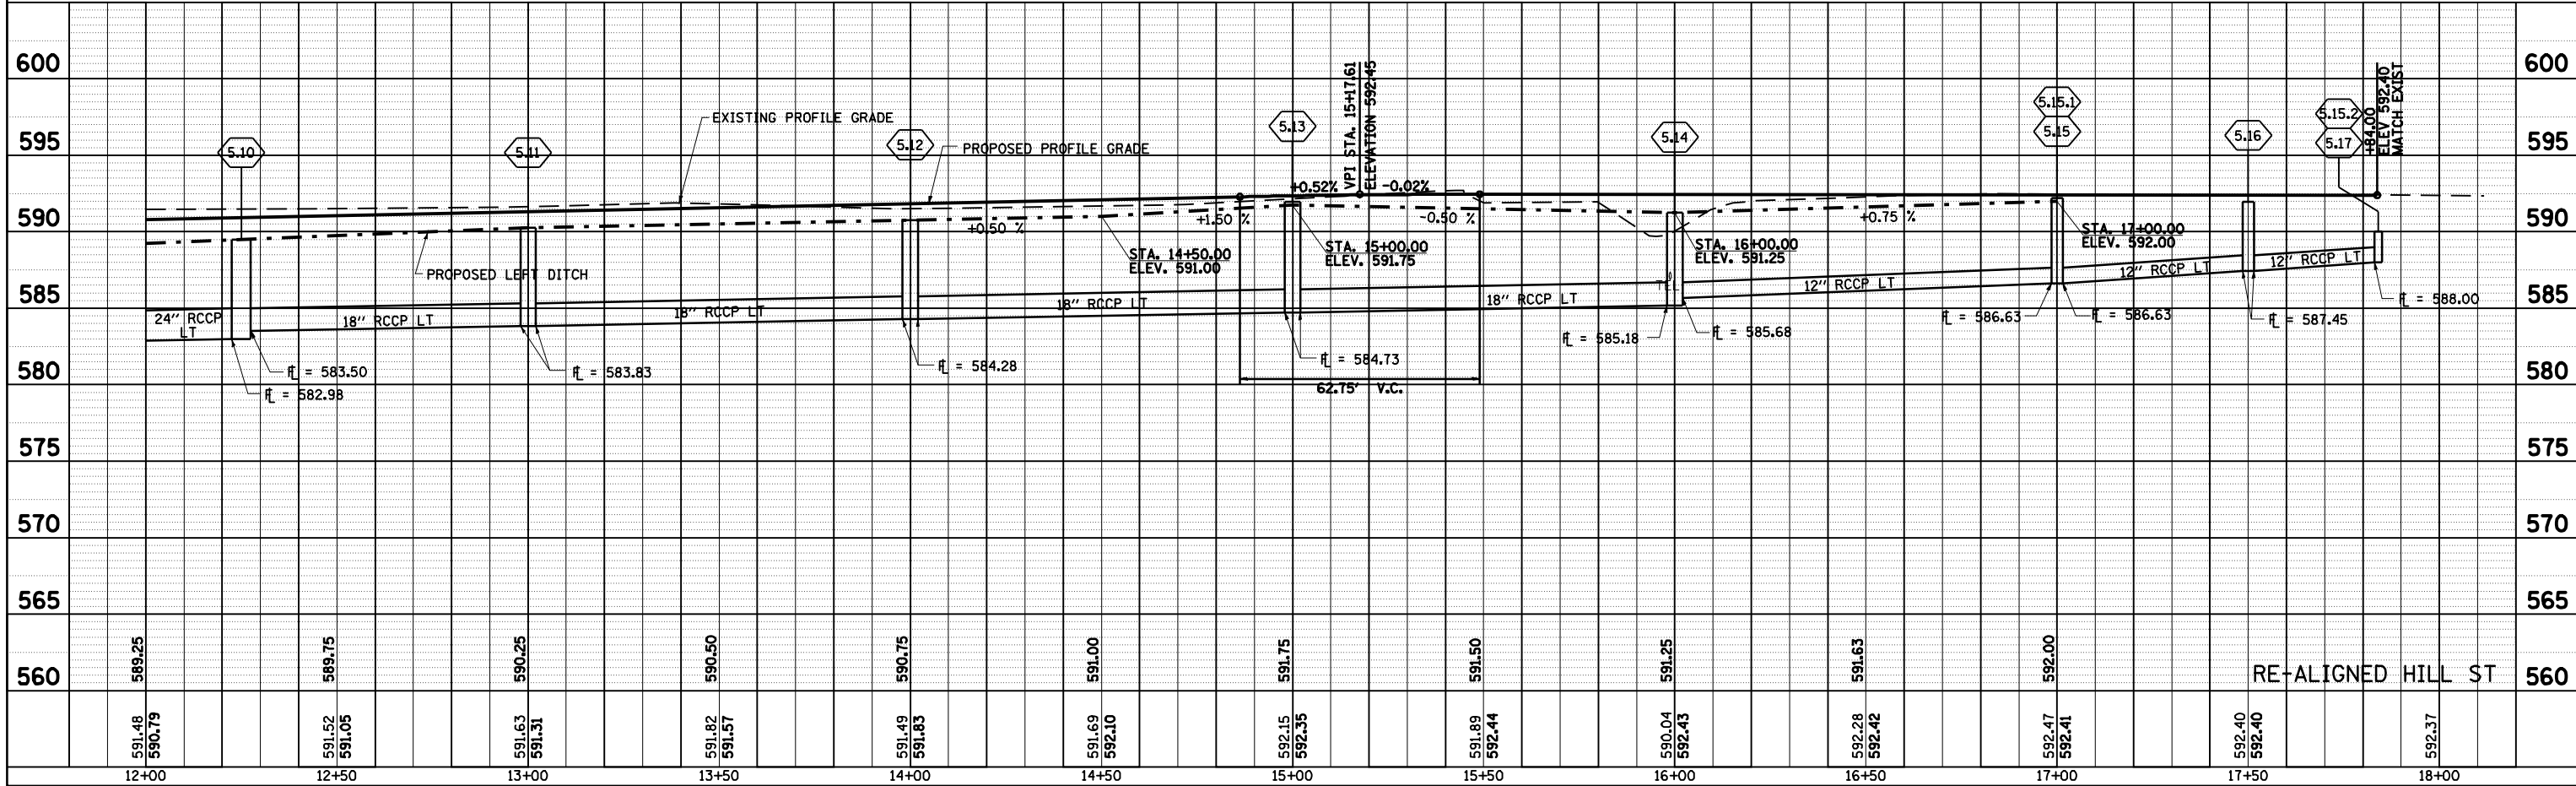 600
600
595
595
590
590
585
585
580
580
575
575
570
570
565
565
560
560
5.10
5.11
5.12
5.13
5.14
5.15.1
5.15
5.16
5.15.2
5.17
EXISTING PROFILE GRADE
PROPOSED PROFILE GRADE
PROPOSED LEFT DITCH
VPI STA. 15+17.61
ELEVATION 592.45
+84.00
ELEV 592.40
MATCH EXIST
+0.52%
-0.02%
+0.50 %
+1.50 %
-0.50 %
+0.75 %
STA. 14+50.00
ELEV. 591.00
STA. 15+00.00
ELEV. 591.75
STA. 16+00.00
ELEV. 591.25
STA. 17+00.00
ELEV. 592.00
24" RCCP
LT
18" RCCP LT
18" RCCP LT
18" RCCP LT
18" RCCP LT
TEL
12" RCCP LT
12" RCCP LT
12" RCCP LT
FL = 583.50
FL = 582.98
FL = 583.83
FL = 584.28
FL = 584.73
FL = 585.18
FL = 585.68
FL = 586.63
FL = 586.63
FL = 587.45
FL = 588.00
62.75' V.C.
589.25
589.75
590.25
590.50
590.75
591.00
591.75
591.50
591.25
591.63
592.00
RE-ALIGNED HILL ST
591.48
590.79
591.52
591.05
591.63
591.31
591.82
591.57
591.49
591.83
591.69
592.10
592.15
592.35
591.89
592.44
590.04
592.43
592.28
592.42
592.47
592.41
592.40
592.40
592.37
12+00
12+50
13+00
13+50
14+00
14+50
15+00
15+50
16+00
16+50
17+00
17+50
18+00